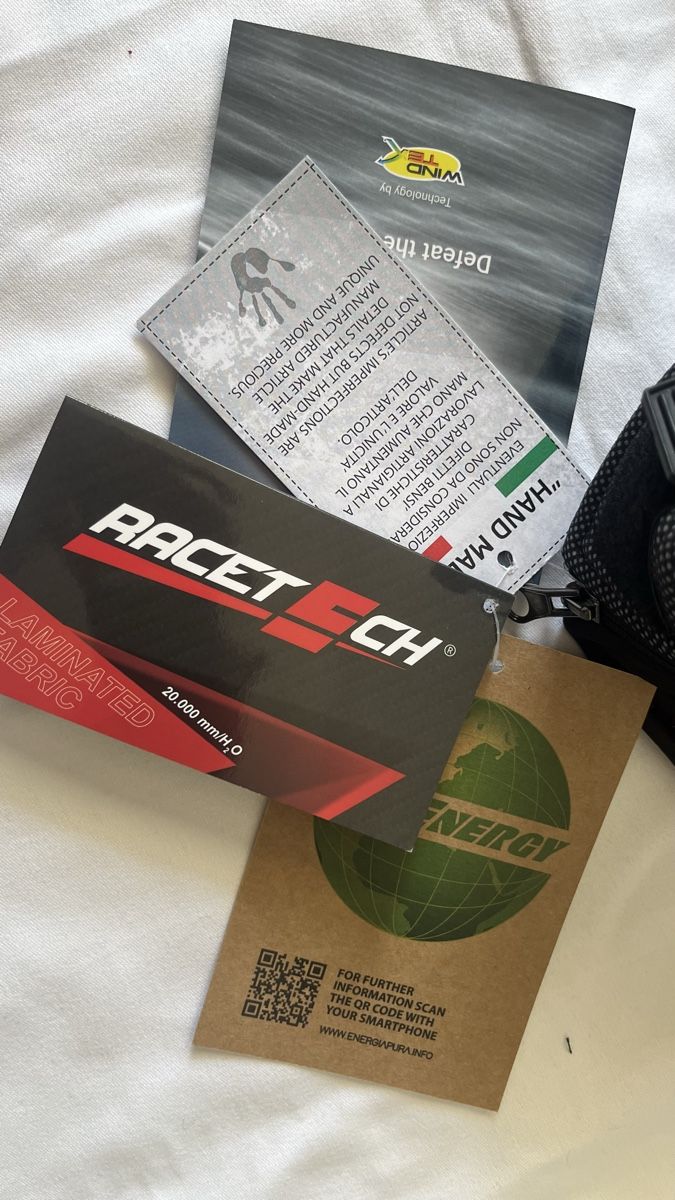 Defeat the
Technology by
WIND
TEX
"HAND
EVENTUALI
NON SONO DA
DIFETTI BENSI'
CARATTERISTICHE DI
LAVORAZIONI ARTIGIANALI A
MANO CHE AUMENTANO IL
VALORE E L'UNICITA'
DELL'ARTICOLO.
ARTICLE'S IMPERFECTIONS ARE
NOT DEFECTS BUT HAND-MADE
DETAILS THAT MAKE THE
MANUFACTURED ARTICLE
UNIQUE AND MORE PRECIOUS
RACETECH®
LAMINATED
FABRIC
20.000 mm/H₂O
ENERGY
FOR FURTHER
INFORMATION SCAN
THE QR CODE WITH
YOUR SMARTPHONE
WWW.ENERGIAPURA.INFO